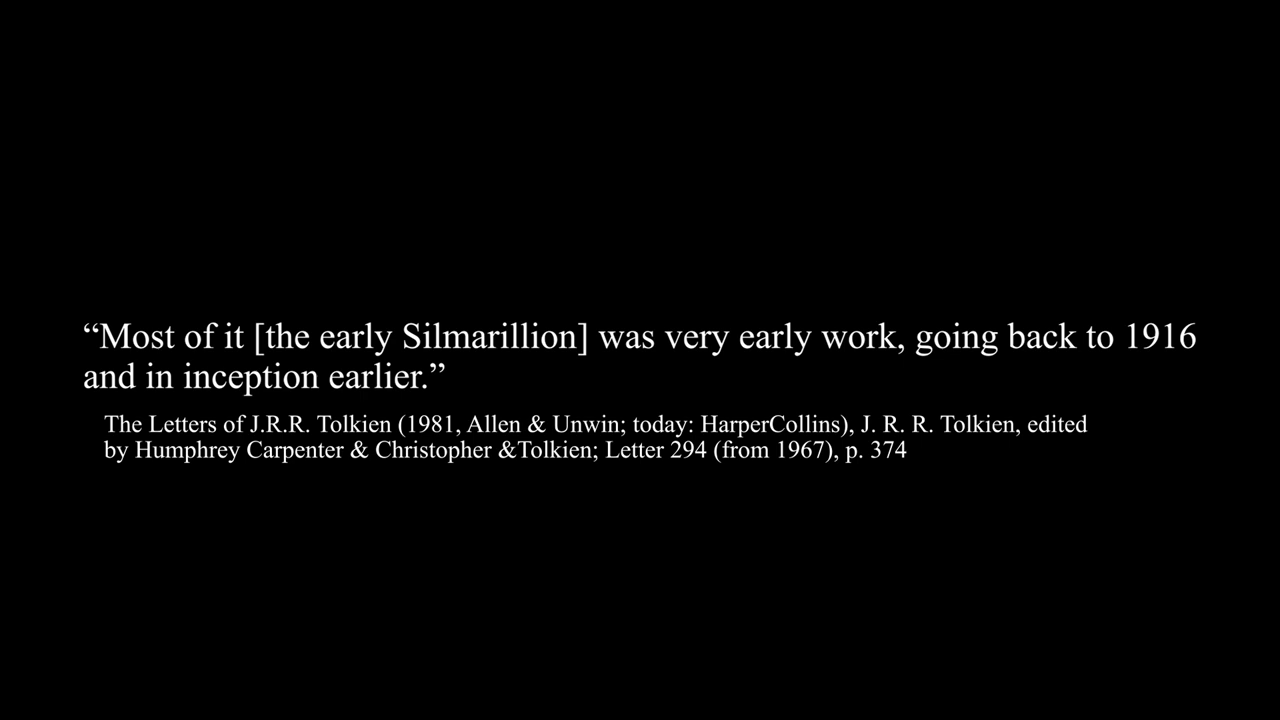 “Most of it [the early Silmarillion] was very early work, going back to 1916
and in inception earlier.”
The Letters of J.R.R. Tolkien (1981, Allen & Unwin; today: HarperCollins), J. R. R. Tolkien, edited
by Humphrey Carpenter & Christopher &Tolkien; Letter 294 (from 1967), p. 374